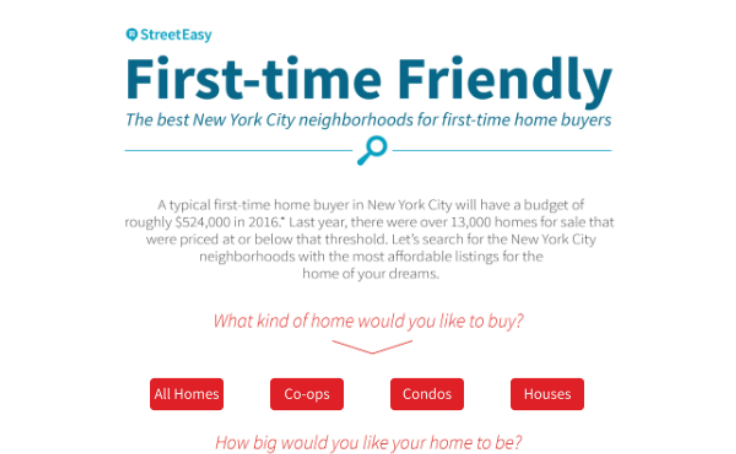 StreetEasy
First-time Friendly
The best New York City neighborhoods for first-time home buyers
A typical first-time home buyer in New York City will have a budget of
roughly $524,000 in 2016.* Last year, there were over 13,000 homes for sale that
were priced at or below that threshold. Let's search for the New York City
neighborhoods with the most affordable listings for the
home of your dreams.
What kind of home would you like to buy?
All Homes
Co-ops
Condos
Houses
How big would you like your home to be?